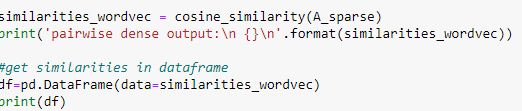 similarities_wordvec = cosine_similarity(A_sparse)
print('pairwise dense output:\n {}\n'.format(similarities_wordvec))
#get similarities in dataframe
df=pd.DataFrame(data=similarities_wordvec)
print(df)